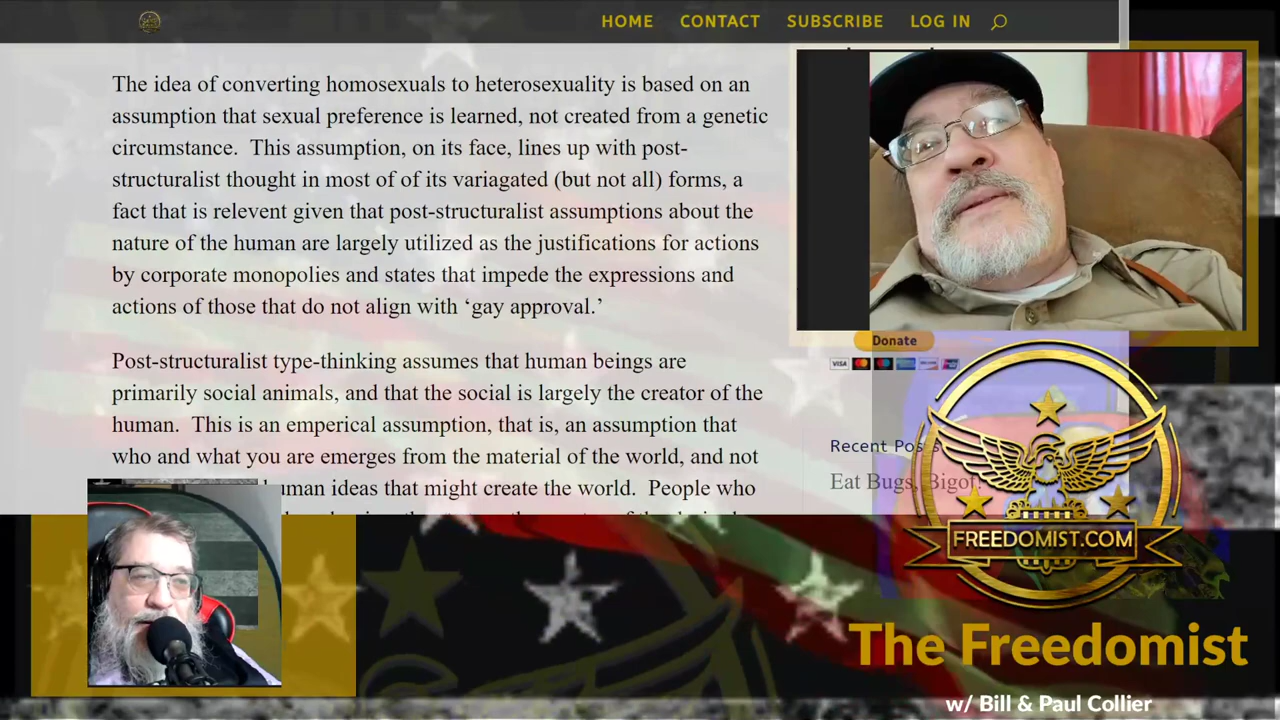 HOME CONTACT SUBSCRIBE LOG IN
The idea of converting homosexuals to heterosexuality is based on an
assumption that sexual preference is learned, not created from a genetic
circumstance.  This assumption, on its face, lines up with post-
structuralist thought in most of of its variagated (but not all) forms, a
fact that is relevent given that post-structuralist assumptions about the
nature of the human are largely utilized as the justifications for actions
by corporate monopolies and states that impede the expressions and
actions of those that do not align with ‘gay approval.’
Post-structuralist type-thinking assumes that human beings are
primarily social animals, and that the social is largely the creator of the
human.  This is an emperical assumption, that is, an assumption that
who and what you are emerges from the material of the world, and not
human ideas that might create the world.  People who
Donate
VISA
Recent Posts
Eat Bugs, Bigot
FREEDOMIST.COM
The Freedomist
w/ Bill & Paul Collier